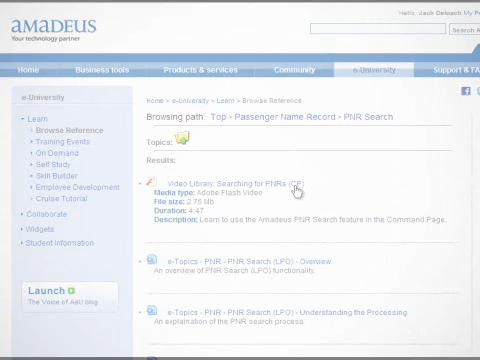 Hello, Jack Deloach My Pr
amadeus
Your technology partner
Search A
Home Business tools Products & services Community e-University Support & FA
e-University
Home > e-University > Learn > Browse Reference
Learn
Browse Reference
Training Events
On Demand
Self Study
Skill Builder
Employee Development
Cruise Tutorial
Collaborate
Widgets
Student information
Launch
The Voice of AeU blog
Browsing path: Top > Passenger Name Record > PNR Search
Topics:
Results:
Video Library: Searching for PNRs (CP)
Media type: Adobe Flash Video
File size: 2.76 Mb
Duration: 4:47
Description: Learn to use the Amadeus PNR Search feature in the Command Page.
e-Topics - PNR - PNR Search (LPO) - Overview
An overview of PNR Search (LPO) functionality.
e-Topics - PNR - PNR Search (LPO) - Understanding the Processing
An explanation of the PNR search process